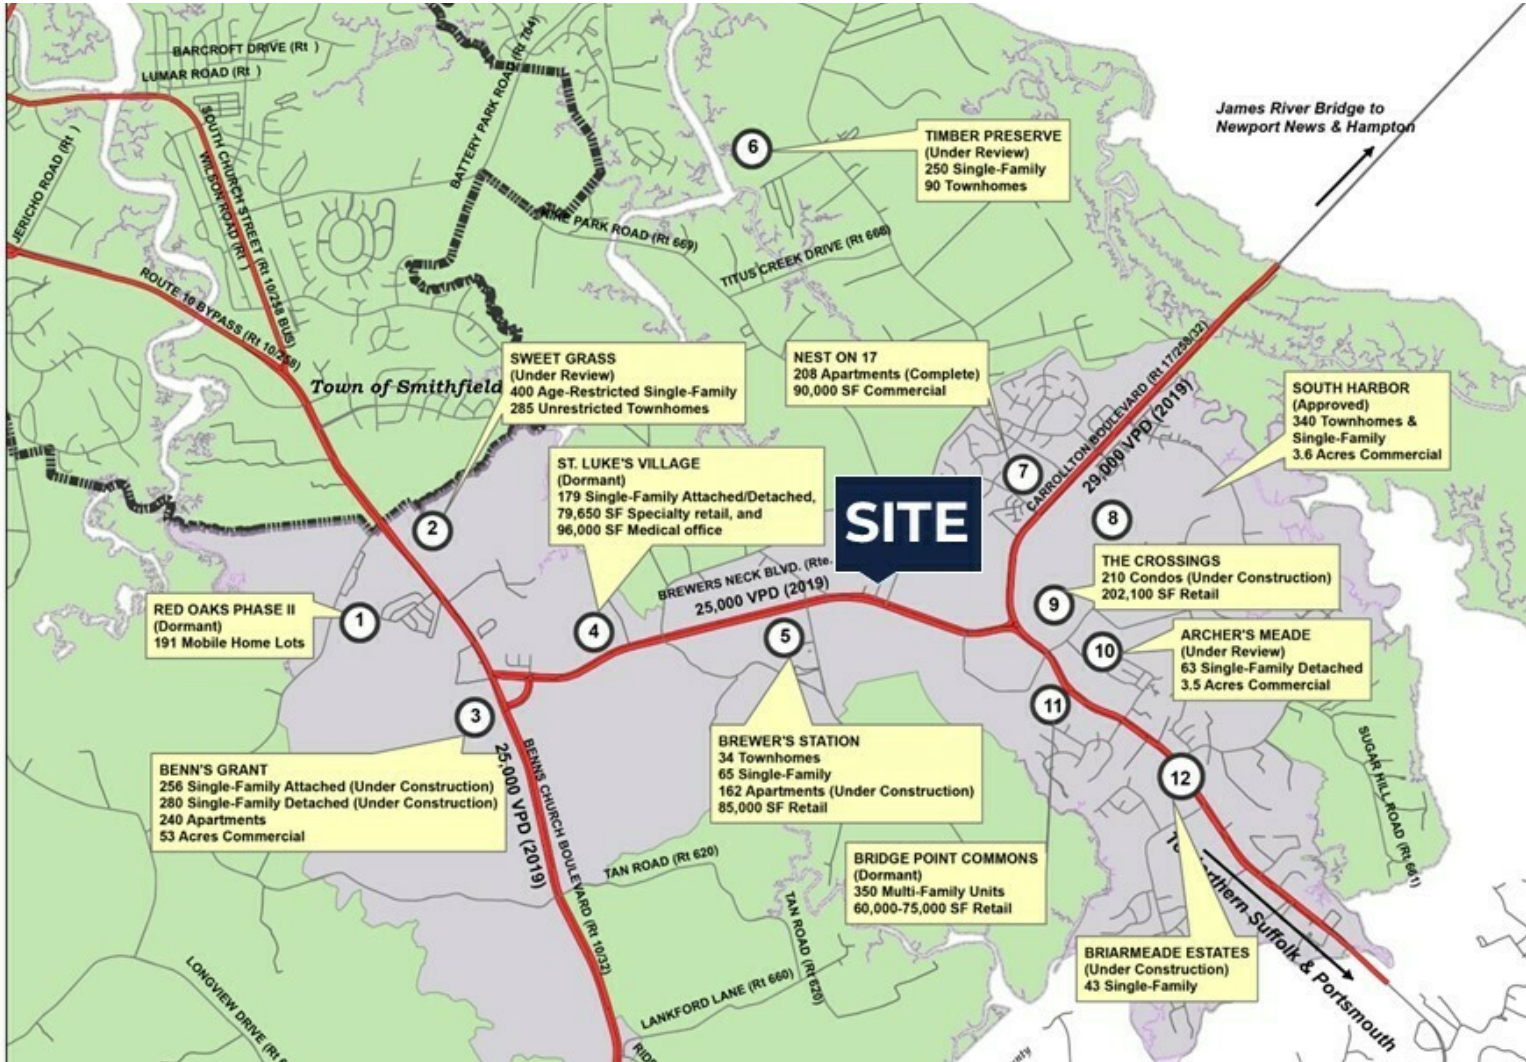 BARCROFT DRIVE (Rt )
LUMAR ROAD (Rt )
SOUTH CHURCH STREET (Rt 10/258 BUS)
WILSON ROAD (Rt )
JERICHO ROAD (Rt )
BATTERY PARK ROAD (Rt 704)
ROUTE 10 BYPASS (Rt 10/258)
NIKE PARK ROAD (Rt 669)
TITUS CREEK DRIVE (Rt 668)
James River Bridge to
Newport News & Hampton
6
TIMBER PRESERVE
(Under Review)
250 Single-Family
90 Townhomes
Town of Smithfield
SWEET GRASS
(Under Review)
400 Age-Restricted Single-Family
285 Unrestricted Townhomes
NEST ON 17
208 Apartments (Complete)
90,000 SF Commercial
CARROLLTON BOULEVARD (Rt 17/258/32)
29,000 VPD (2019)
SOUTH HARBOR
(Approved)
340 Townhomes &
Single-Family
3.6 Acres Commercial
ST. LUKE'S VILLAGE
(Dormant)
179 Single-Family Attached/Detached,
79,650 SF Specialty retail, and
96,000 SF Medical office
SITE
7
8
2
BREWERS NECK BLVD. (Rte.
25,000 VPD (2019)
THE CROSSINGS
210 Condos (Under Construction)
202,100 SF Retail
RED OAKS PHASE II
(Dormant)
191 Mobile Home Lots
1
4
5
9
10
ARCHER'S MEADE
(Under Review)
63 Single-Family Detached
3.5 Acres Commercial
3
11
12
BENN'S GRANT
256 Single-Family Attached (Under Construction)
280 Single-Family Detached (Under Construction)
240 Apartments
53 Acres Commercial
25,000 VPD (2019)
BENNS CHURCH BOULEVARD (Rt 10/32)
BREWER'S STATION
34 Townhomes
65 Single-Family
162 Apartments (Under Construction)
85,000 SF Retail
SUGAR HILL ROAD (Rt 661)
TAN ROAD (Rt 620)
TAN ROAD (Rt 620)
BRIDGE POINT COMMONS
(Dormant)
350 Multi-Family Units
60,000-75,000 SF Retail
To Northern Suffolk & Portsmouth
BRIARMEADE ESTATES
(Under Construction)
43 Single-Family
LONGVIEW DRIVE (Rt
LANKFORD LANE (Rt 660)